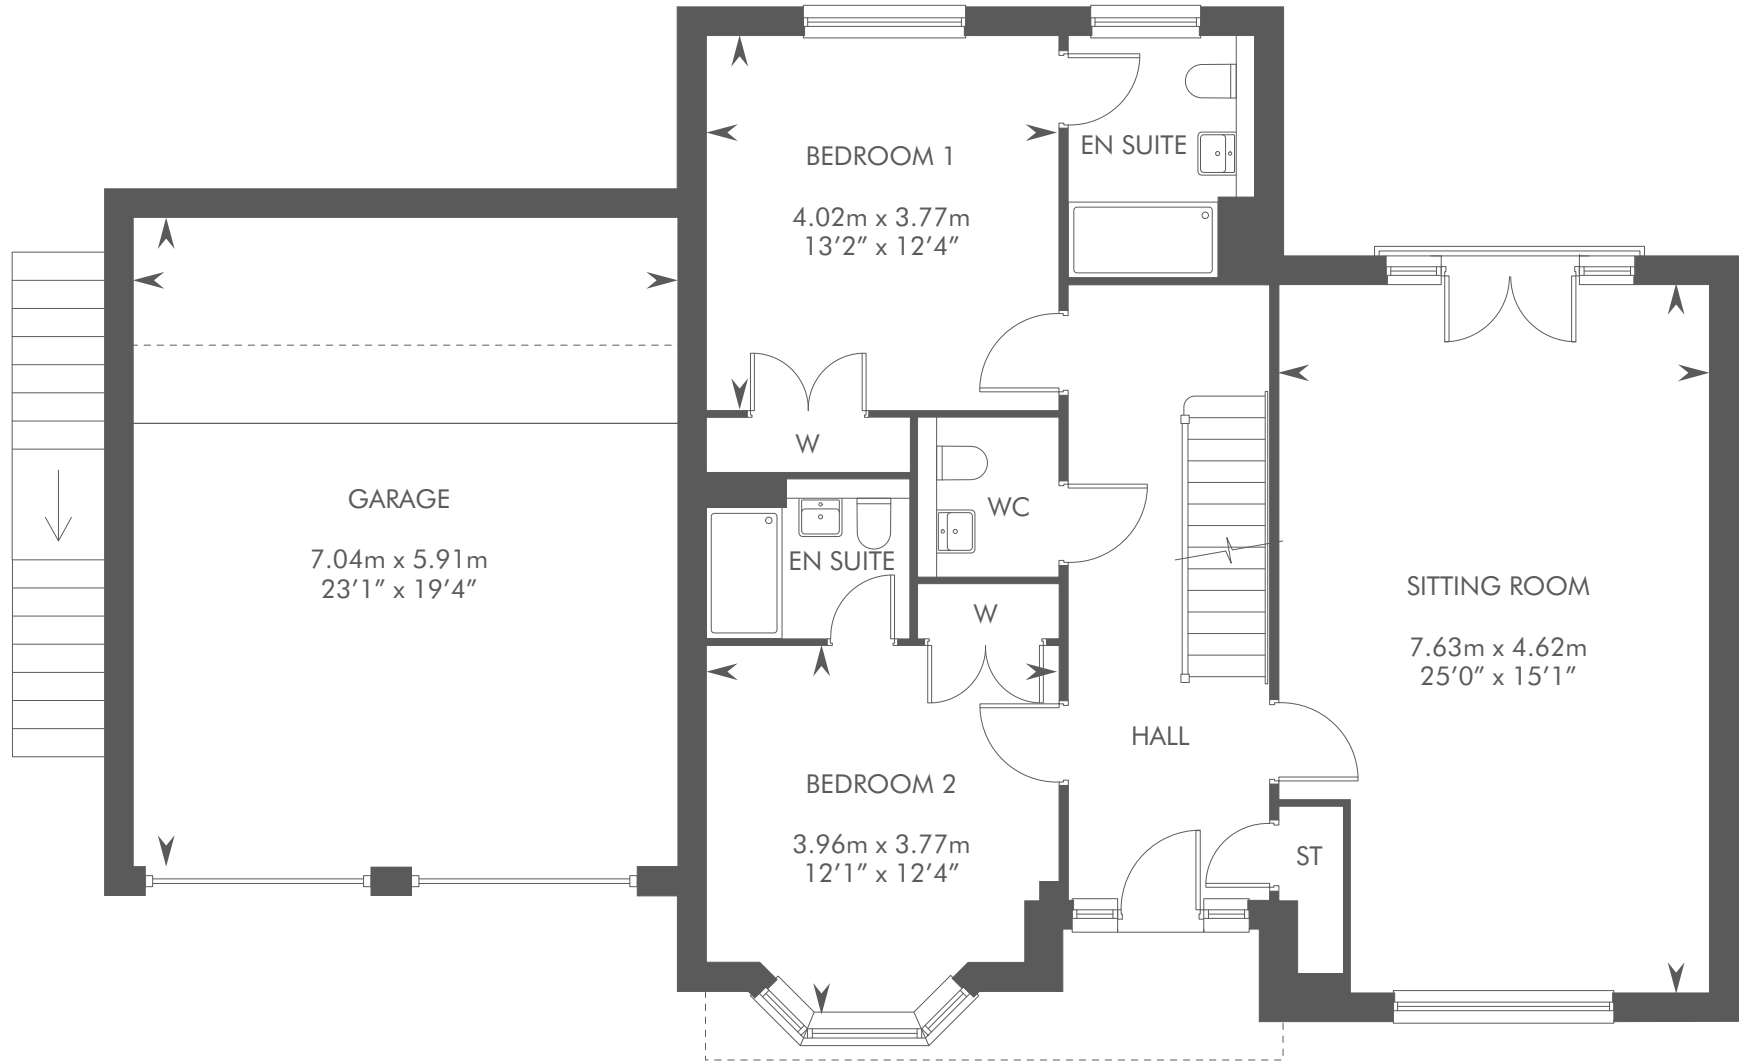 BEDROOM 1
4.02m x 3.77m
13′2″ x 12′4″
EN SUITE
W
GARAGE
7.04m x 5.91m
23′1″ x 19′4″
EN SUITE
WC
W
SITTING ROOM
7.63m x 4.62m
25′0″ x 15′1″
HALL
BEDROOM 2
3.96m x 3.77m
12′1″ x 12′4″
ST